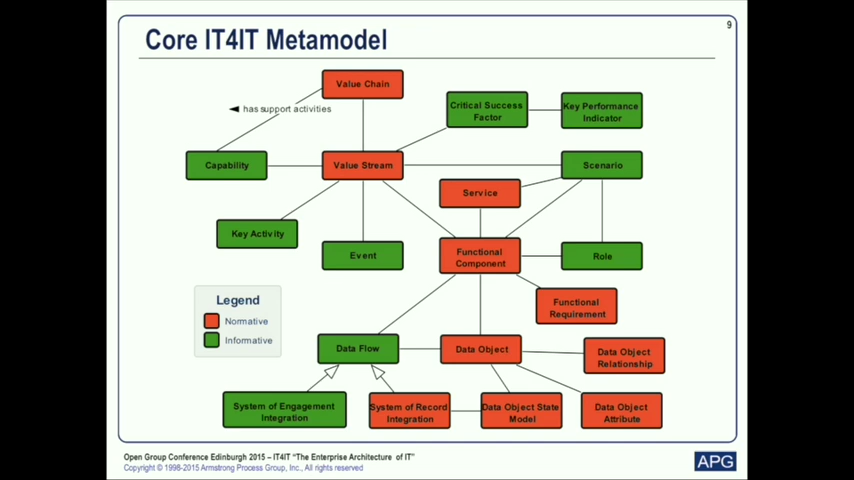 9
Core IT4IT Metamodel
Value Chain
◄ has support activities
Critical Success
Factor
Key Performance
Indicator
Capability
Value Stream
Scenario
Service
Key Activity
Event
Functional
Component
Role
Legend
Normative
Informative
Functional
Requirement
Data Flow
Data Object
Data Object
Relationship
System of Engagement
Integration
System of Record
Integration
Data Object State
Model
Data Object
Attribute
Open Group Conference Edinburgh 2015 – IT4IT "The Enterprise Architecture of IT"
Copyright © 1998-2015 Armstrong Process Group, Inc., All rights reserved
APG